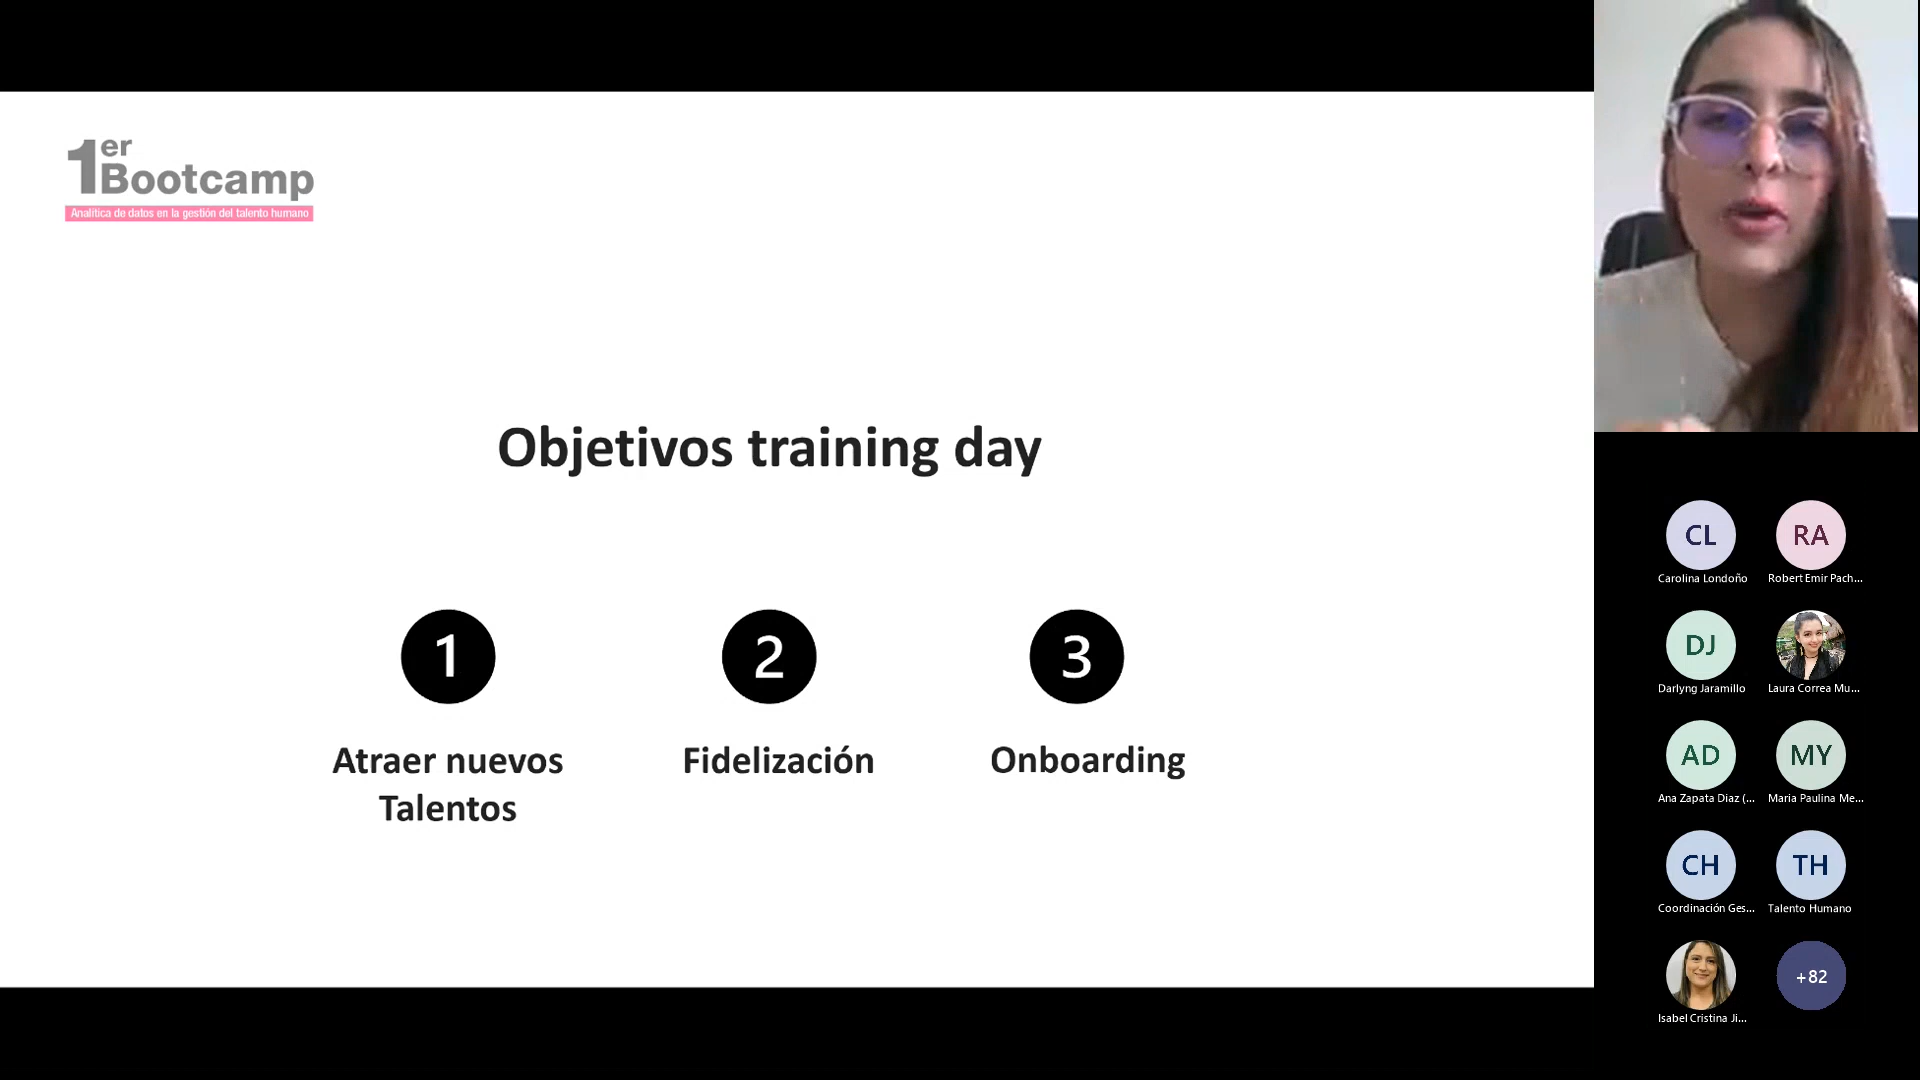 1er
Bootcamp
Analítica de datos en la gestión del talento humano
Objetivos training day
1
2
3
Atraer nuevos
Talentos
Fidelización
Onboarding
CL
RA
Carolina Londoño
Robert Emir Pach...
DJ
Darlyng Jaramillo
Laura Correa Mu...
AD
MY
Ana Zapata Diaz (...
Maria Paulina Me...
CH
TH
Coordinación Ges...
Talento Humano
+82
Isabel Cristina Ji...